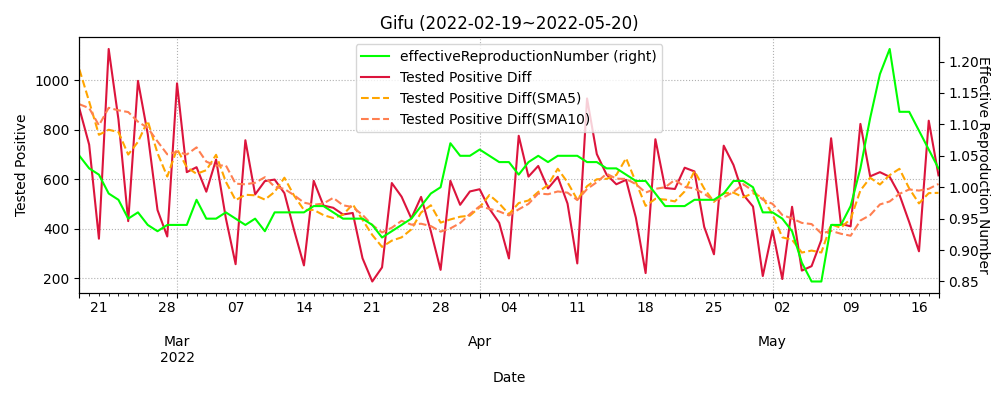 Gifu (2022-02-19~2022-05-20)
effectiveReproductionNumber (right)
Tested Positive Diff
Tested Positive Diff(SMA5)
Tested Positive Diff(SMA10)
Tested Positive
1000
800
600
400
200
Effective Reproduction Number
1.20
1.15
1.10
1.05
1.00
0.95
0.90
0.85
21 28 07 14 21 28 04 11 18 25 02 09 16
Mar Apr May
2022
Date